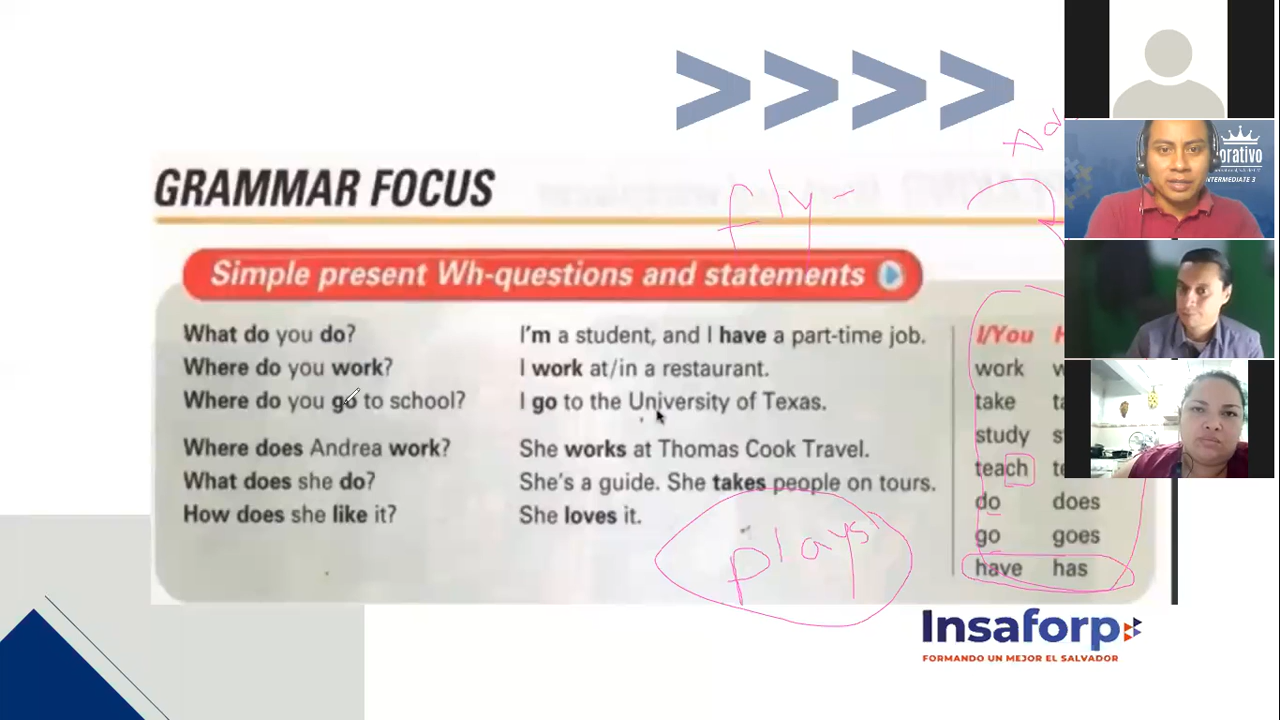 >>>>
GRAMMAR FOCUS
fly-
orativo
INTERMEDIATE 3
Simple present Wh-questions and statements
What do you do? I'm a student, and I have a part-time job. I/You
Where do you work? I work at/in a restaurant. work
Where do you go to school? I go to the University of Texas. take
study
Where does Andrea work? She works at Thomas Cook Travel.
teach
What does she do? She's a guide. She takes people on tours.
do does
How does she like it? She loves it.
go goes
plays
have has
Insaforp
FORMANDO UN MEJOR EL SALVADOR